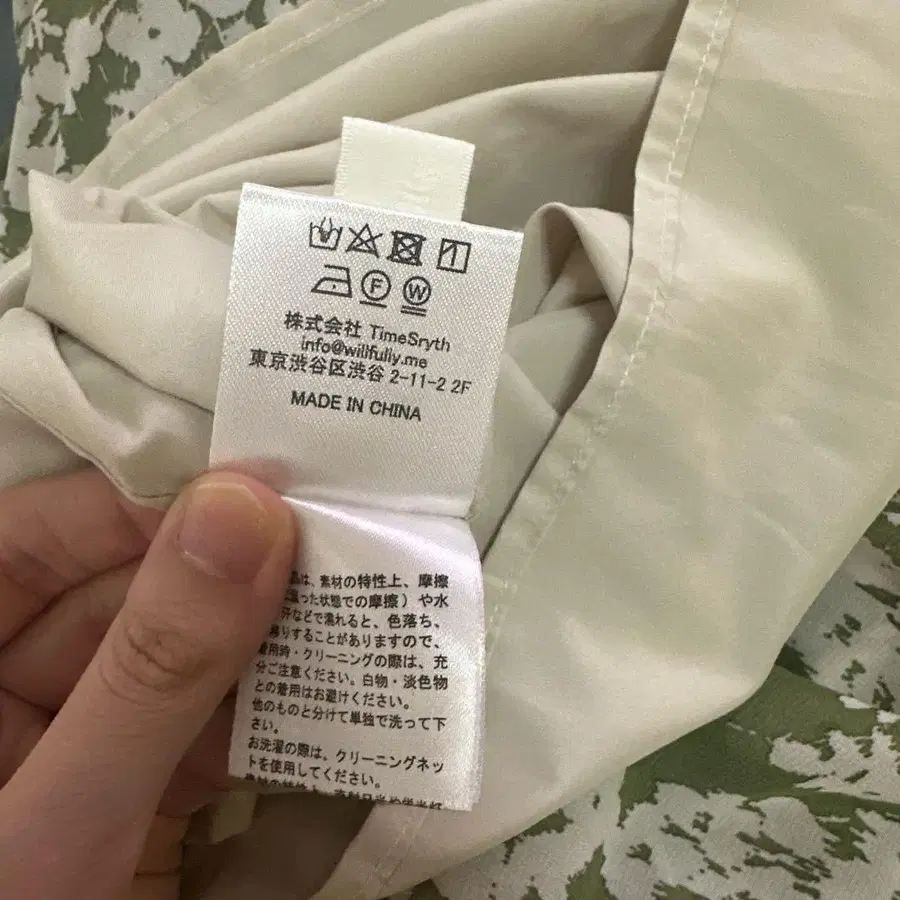 F W
株式会社 TimeSryth
info@willfully.me
東京渋谷区渋谷 2-11-2 2F
MADE IN CHINA
は、素材の特性上、摩擦
った状態での摩擦）や水
汗などで濡れると、色落ち、
移りすることがありますので、
着用時・クリーニングの際は、充
分ご注意ください。白物・淡色物
との着用はお避けください。
他のものと分けて単独で洗って下
さい。
お洗濯の際は、クリーニングネッ
トを使用してください。